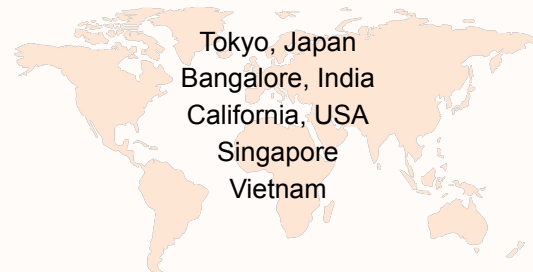 Tokyo, Japan
Bangalore, India
California, USA
Singapore
Vietnam